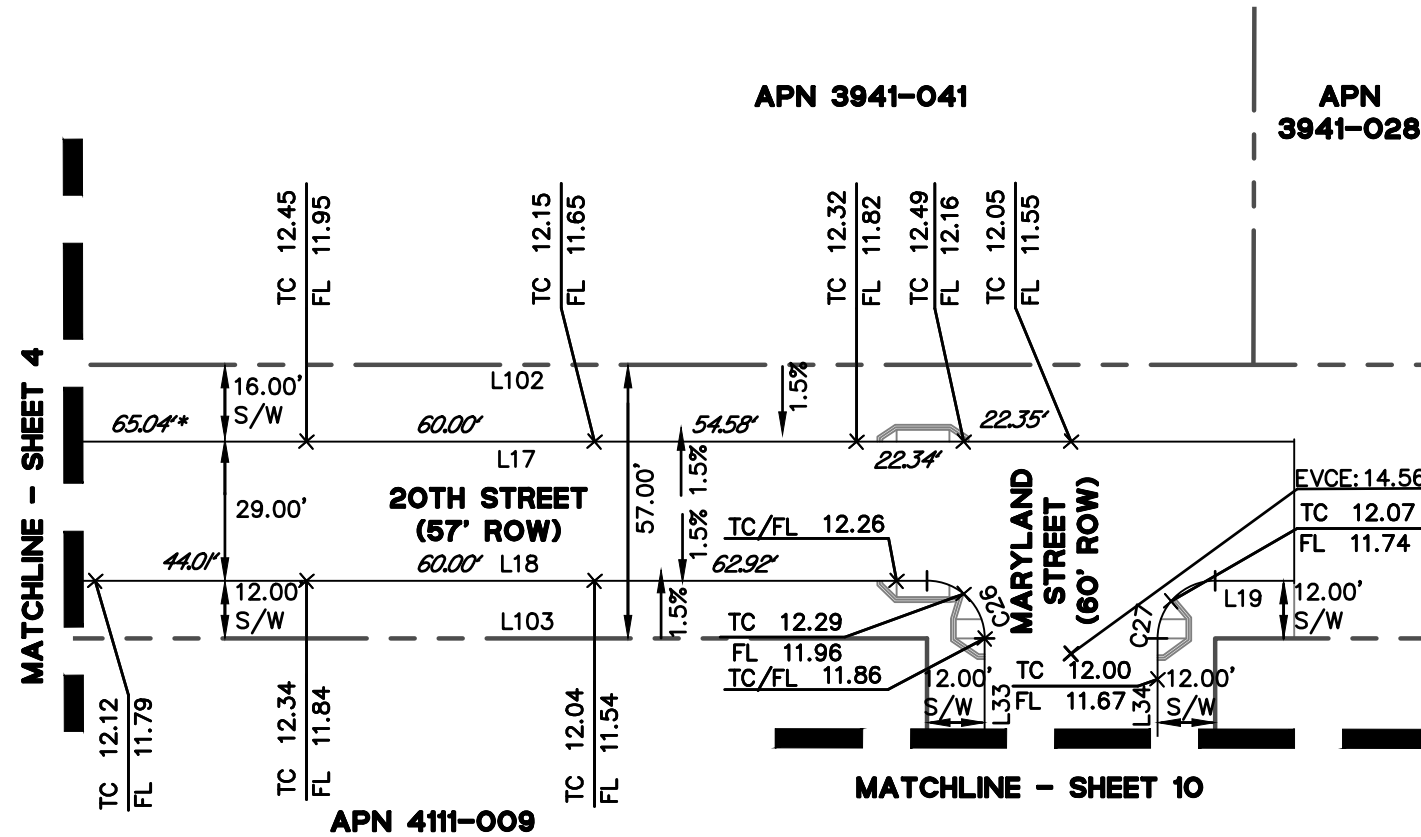 APN 3941-041
APN
3941-028
TC 12.45
FL 11.95
TC 12.15
FL 11.65
TC 12.32
FL 11.82
TC 12.49
FL 12.16
TC 12.05
FL 11.55
MATCHLINE - SHEET 4
16.00'
S/W
L102
1.5%
65.04'*
60.00'
54.58'
22.35'
L17
22.34'
29.00'
20TH STREET
(57' ROW)
57.00'
1.5%
1.5%
MARYLAND
STREET
(60' ROW)
EVCE: 14.56
TC 12.07
FL 11.74
TC/FL 12.26
44.01'
60.00'
L18
62.92'
12.00'
S/W
L103
1.5%
C26
C27
L19
12.00'
S/W
TC 12.29
FL 11.96
TC/FL 11.86
12.00'
S/W
L33
TC 12.00
FL 11.67
L34
12.00'
S/W
TC 12.12
FL 11.79
TC 12.34
FL 11.84
TC 12.04
FL 11.54
MATCHLINE - SHEET 10
APN 4111-009